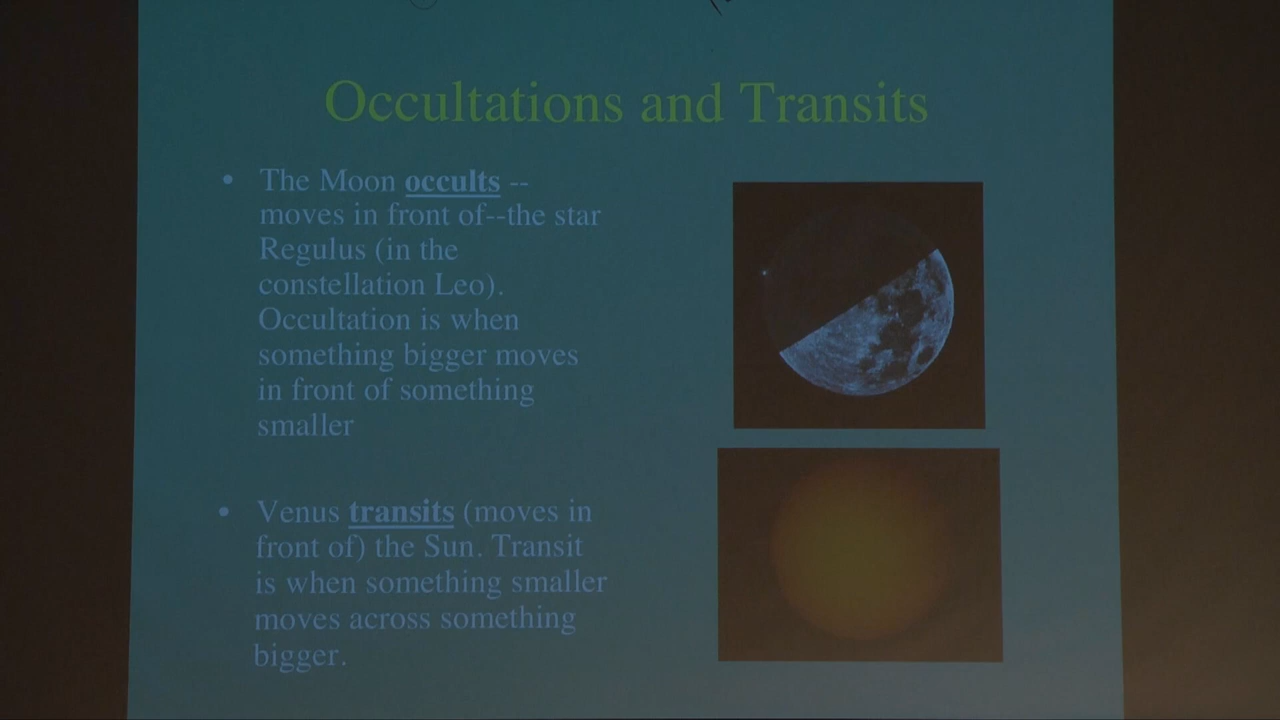 Occultations and Transits
• The Moon occults --
moves in front of--the star
Regulus (in the
constellation Leo).
Occultation is when
something bigger moves
in front of something
smaller
• Venus transits (moves in
front of) the Sun. Transit
is when something smaller
moves across something
bigger.